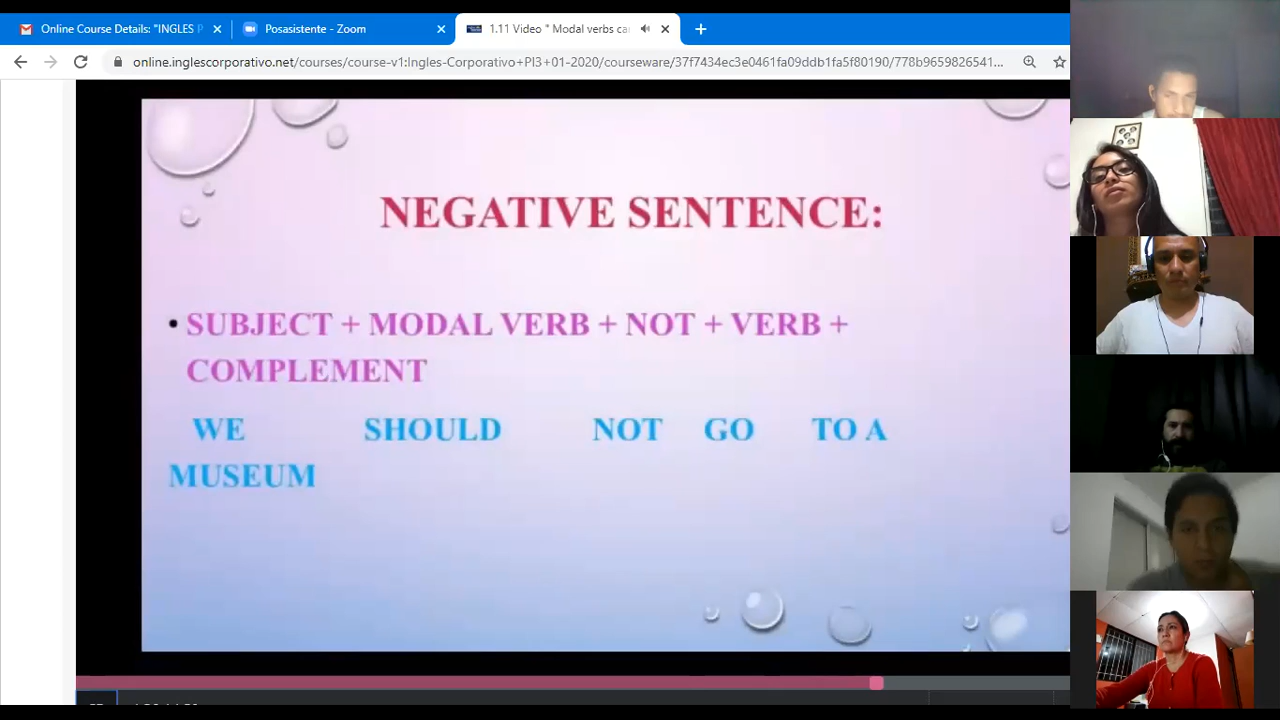 Online Course Details: "INGLES P
Posasistente - Zoom
1.11 Video " Modal verbs ca
online.inglescorporativo.net/courses/course-v1:Ingles-Corporativo+PI3+01-2020/courseware/37f7434ec3e0461fa09ddb1fa5f80190/778b9659826541...
NEGATIVE SENTENCE:
• SUBJECT + MODAL VERB + NOT + VERB +
COMPLEMENT
WE SHOULD NOT GO TO A
MUSEUM